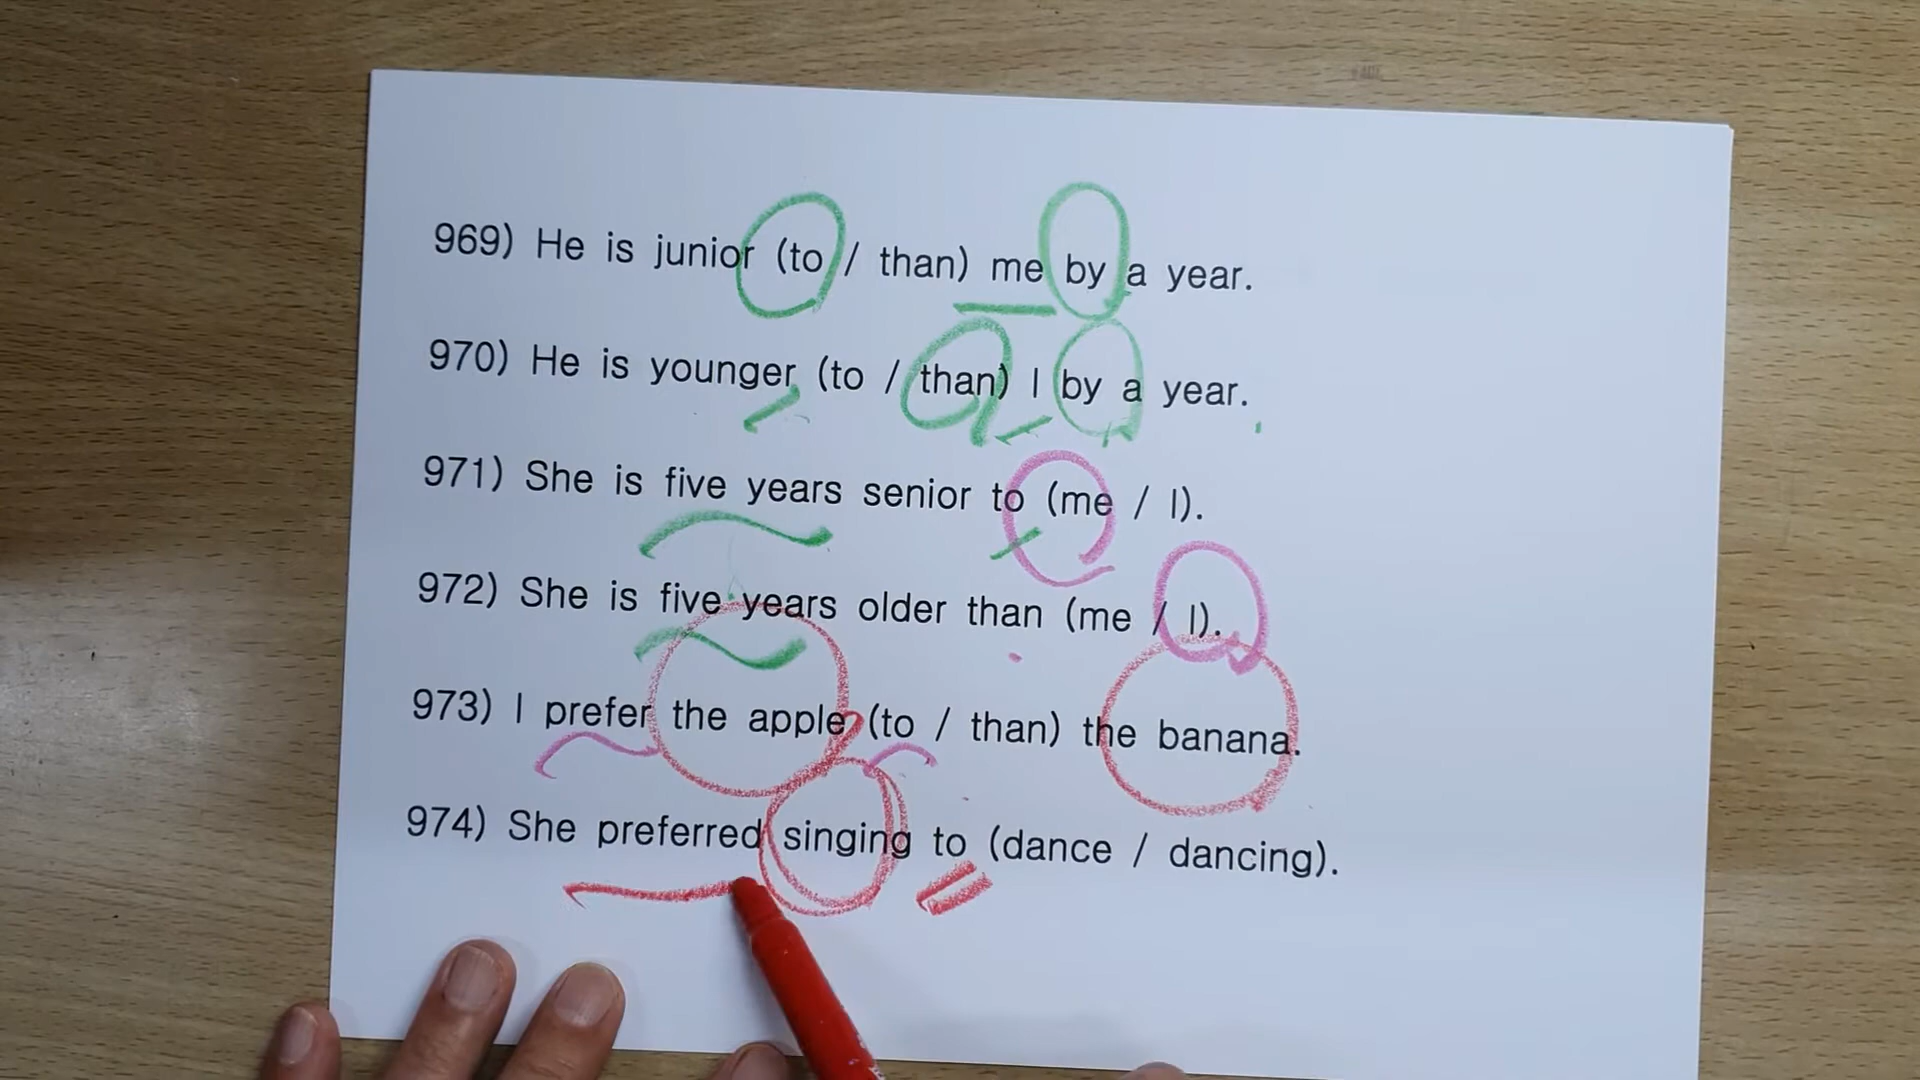 969) He is junior (to / than) me by a year.
970) He is younger (to / than) I by a year.
971) She is five years senior to (me / I).
972) She is five years older than (me / I).
973) I prefer the apple (to / than) the banana.
974) She preferred singing to (dance / dancing).